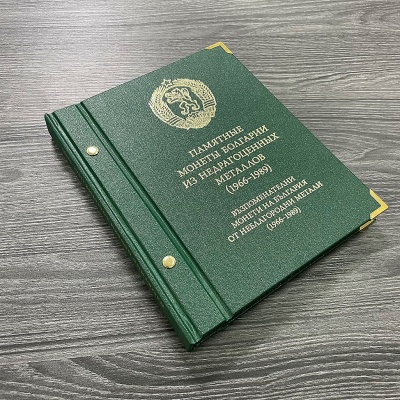 ПАМЯТНЫЕ
МОНЕТЫ БОЛГАРИИ
ИЗ НЕДРАГОЦЕННЫХ
МЕТАЛЛОВ
(1966–1989)
ВЪЗПОМЕНАТЕЛНИ
МОНЕТИ НА БЪЛГАРИЯ
ОТ НЕБЛАГОРОДНИ МЕТАЛИ
(1966–1989)